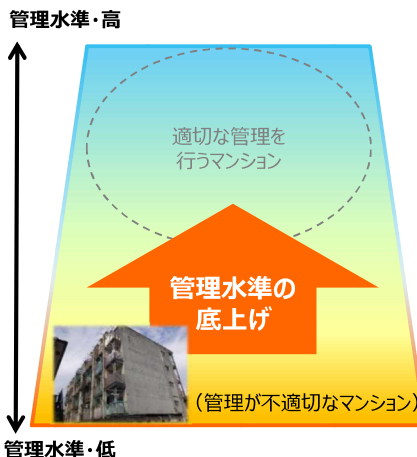 管理水準・高
適切な管理を
行うマンション
管理水準の
底上げ
(管理が不適切なマンション)
管理水準・低